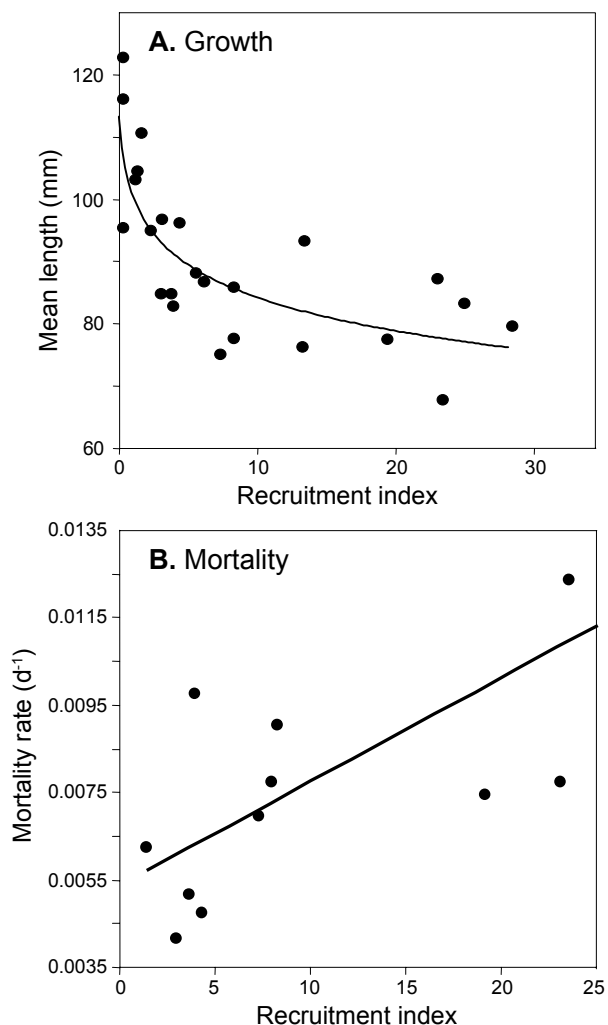 A. Growth
120
100
80
60
Mean length (mm)
0 10 20 30
Recruitment index
B. Mortality
0.0135
0.0115
0.0095
0.0075
0.0055
0.0035
Mortality rate (d⁻¹)
0 5 10 15 20 25
Recruitment index